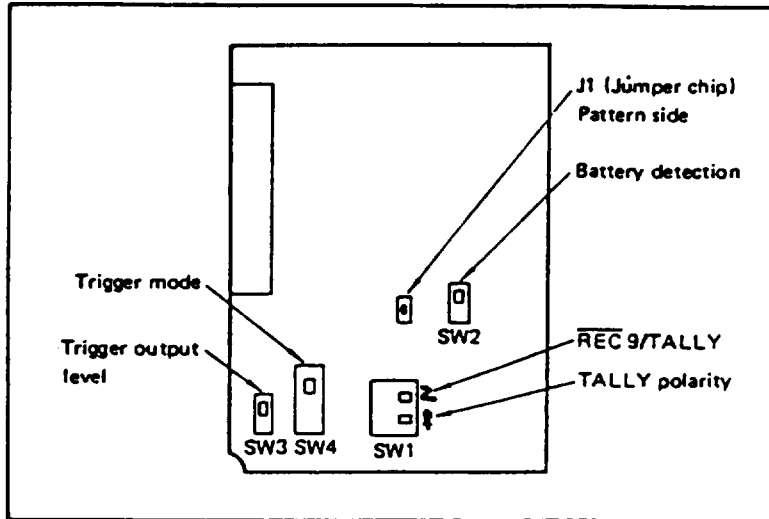 J1 (Jumper chip)
Pattern side
Battery detection
Trigger mode
Trigger output
level
SW2
REC 9/TALLY
TALLY polarity
SW3
SW4
SW1